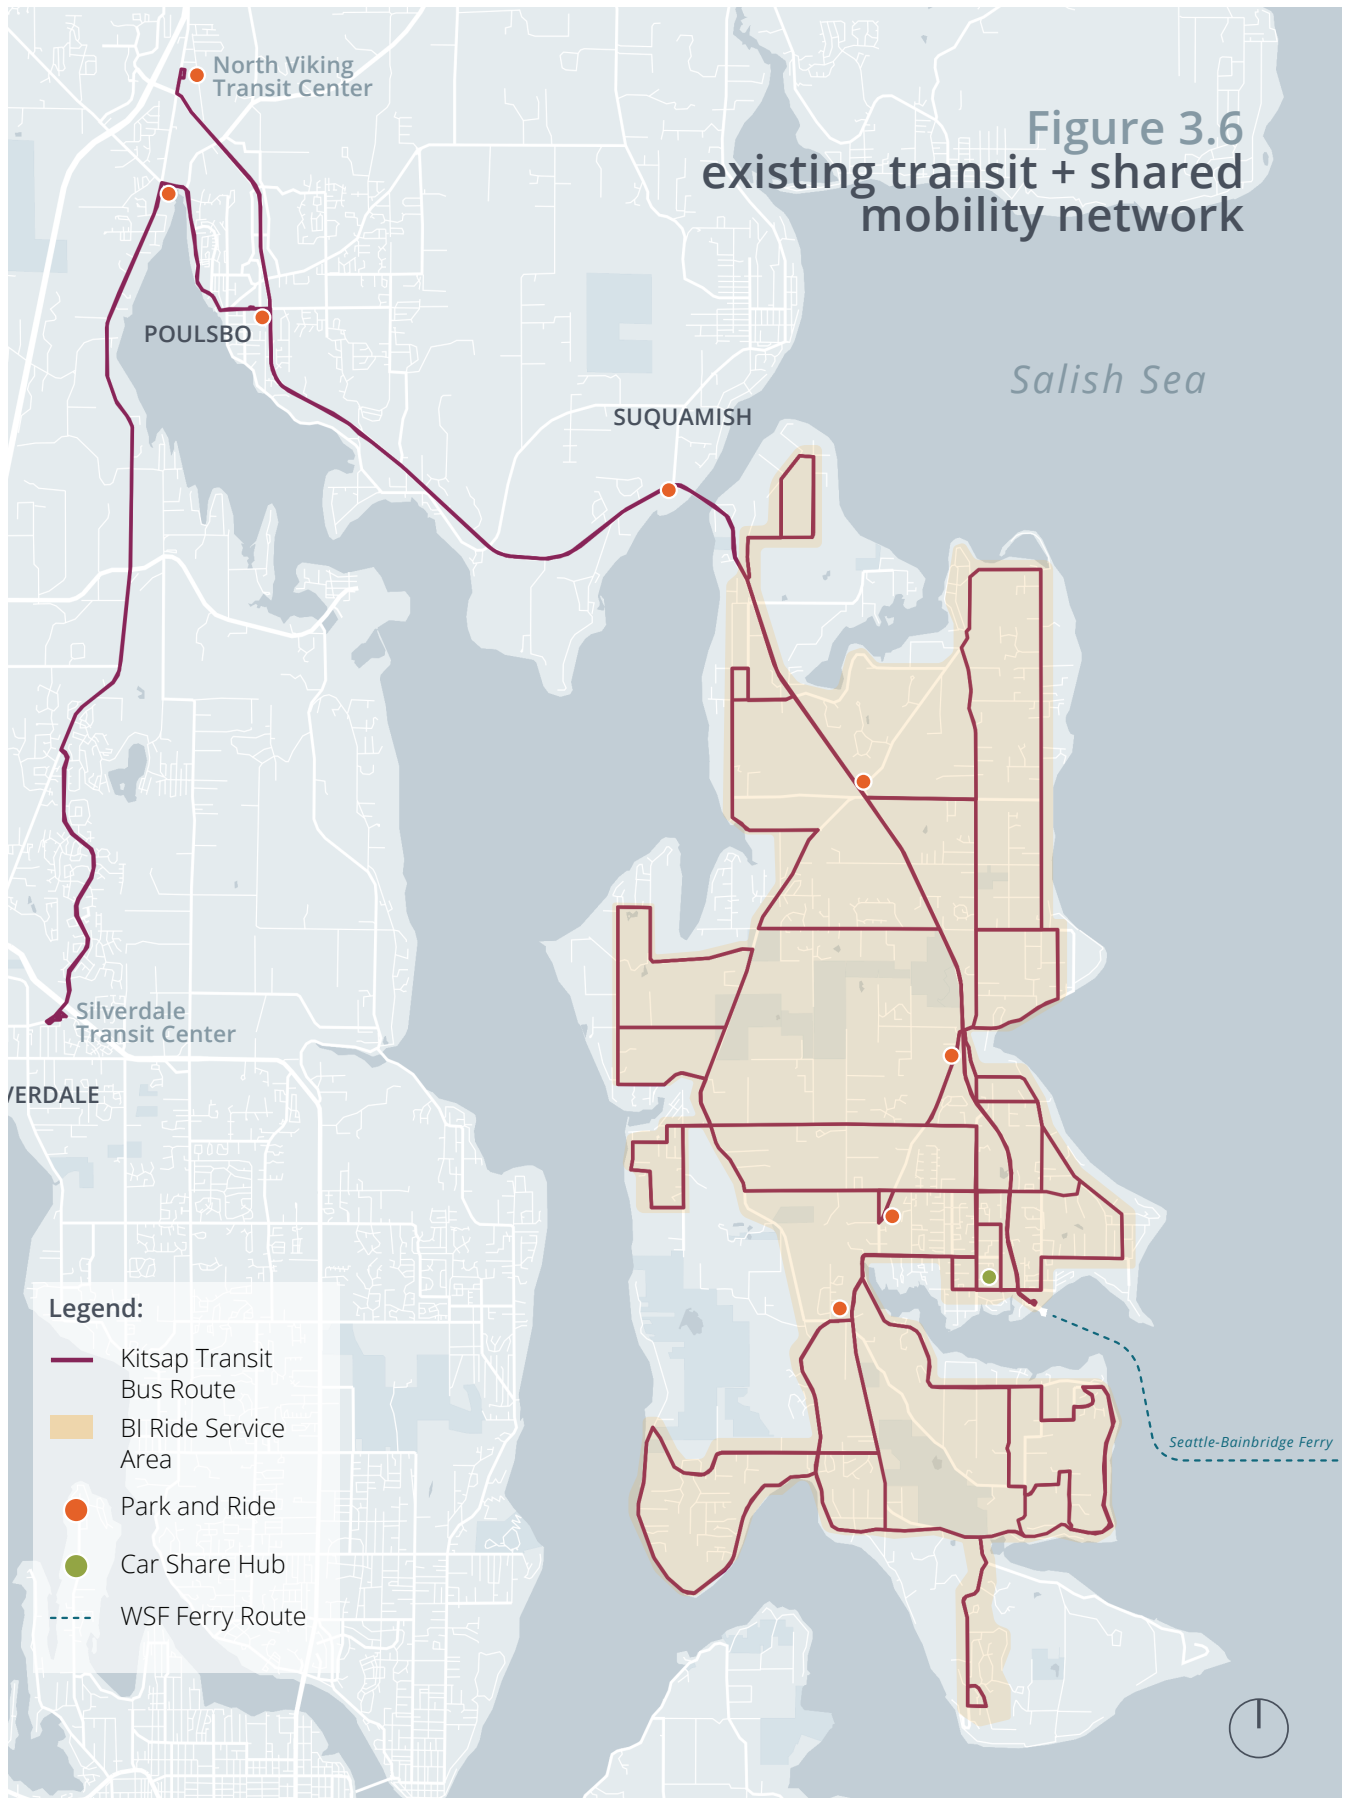 North Viking
Transit Center
Figure 3.6
existing transit + shared
mobility network
POULSBO
Salish Sea
SUQUAMISH
Silverdale
Transit Center
VERDALE
Legend:
Kitsap Transit
Bus Route
BI Ride Service
Area
Park and Ride
Car Share Hub
WSF Ferry Route
Seattle-Bainbridge Ferry